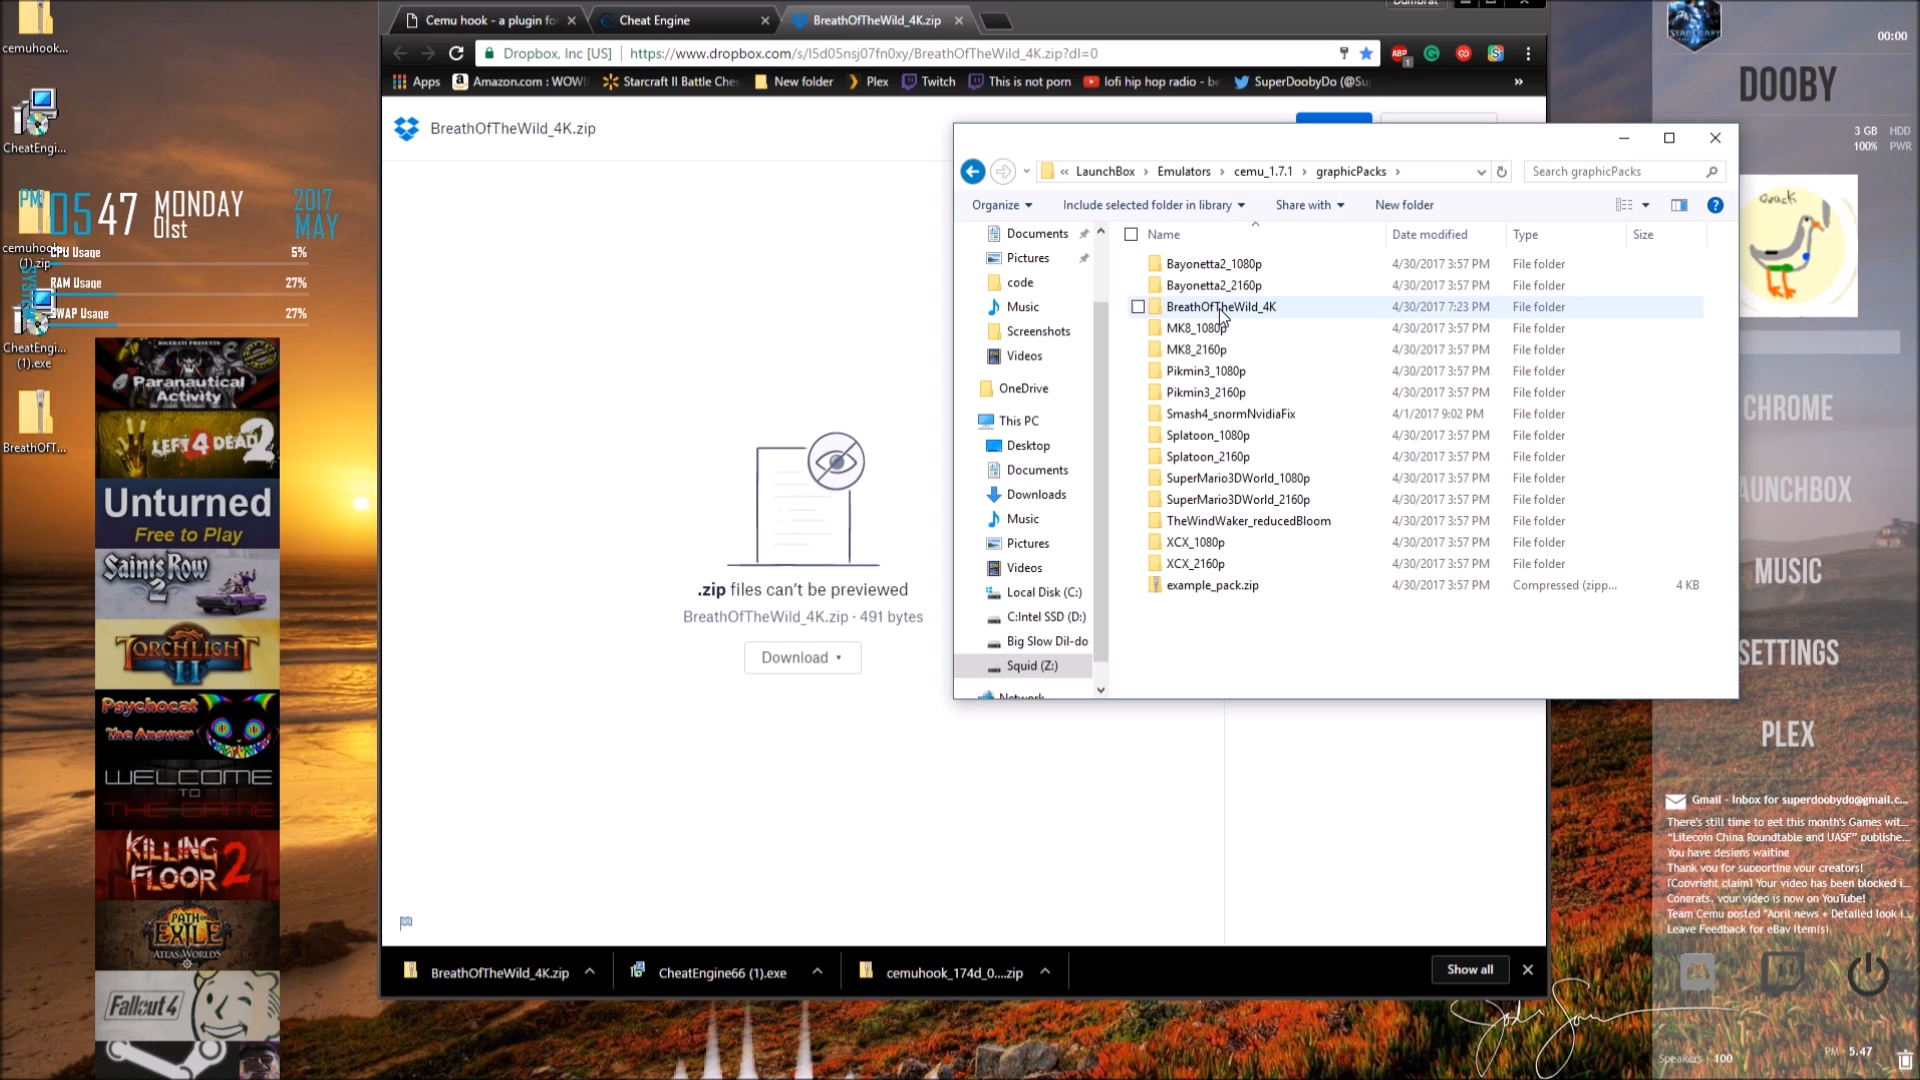 cemuhook...
CheatEngi...
PM 05 47 MONDAY 01st 2017 MAY
cemuhook
(1).zip
SYSTEM
CPU Usage 5%
RAM Usage 27%
SWAP Usage 27%
CheatEngi...
(1).exe
BreathOfT...
Paranautical
Activity
LEFT 4 DEAD 2
Unturned
Free to Play
Saints Row
2
TORCHLIGHT
II
Psychocat
The Answer
WELCOME
TO
THE GAME
KILLING
FLOOR 2
PATH OF
EXILE
ATLAS OF WORLDS
Fallout 4
Cemu hook - a plugin fo
Cheat Engine
BreathOfTheWild_4K.zip
Dropbox, Inc [US]
https://www.dropbox.com/s/l5d05nsj07fn0xy/BreathOfTheWild_4K.zip?dl=0
ABP
1
Apps
Amazon.com : WOW!
Starcraft II Battle Ches
New folder
Plex
Twitch
This is not porn
lofi hip hop radio - be
SuperDoobyDo (@Su
»
BreathOfTheWild_4K.zip
.zip files can't be previewed
BreathOfTheWild_4K.zip · 491 bytes
Download
« LaunchBox › Emulators › cemu_1.7.1 › graphicPacks ›
Search graphicPacks
Organize
Include selected folder in library
Share with
New folder
Documents
Pictures
code
Music
Screenshots
Videos
OneDrive
This PC
Desktop
Documents
Downloads
Music
Pictures
Videos
Local Disk (C:)
C:Intel SSD (D:)
Big Slow Dil-do
Squid (Z:)
Network
Name Date modified Type Size
Bayonetta2_1080p 4/30/2017 3:57 PM File folder
Bayonetta2_2160p 4/30/2017 3:57 PM File folder
BreathOfTheWild_4K 4/30/2017 7:23 PM File folder
MK8_1080p 4/30/2017 3:57 PM File folder
MK8_2160p 4/30/2017 3:57 PM File folder
Pikmin3_1080p 4/30/2017 3:57 PM File folder
Pikmin3_2160p 4/30/2017 3:57 PM File folder
Smash4_snormNvidiaFix 4/1/2017 9:02 PM File folder
Splatoon_1080p 4/30/2017 3:57 PM File folder
Splatoon_2160p 4/30/2017 3:57 PM File folder
SuperMario3DWorld_1080p 4/30/2017 3:57 PM File folder
SuperMario3DWorld_2160p 4/30/2017 3:57 PM File folder
TheWindWaker_reducedBloom 4/30/2017 3:57 PM File folder
XCX_1080p 4/30/2017 3:57 PM File folder
XCX_2160p 4/30/2017 3:57 PM File folder
example_pack.zip 4/30/2017 3:57 PM Compressed (zipp... 4 KB
BreathOfTheWild_4K.zip
CheatEngine66 (1).exe
cemuhook_174d_0....zip
Show all
STARCRAFT
00:00
DOOBY
3 GB HDD
100% PWR
Quack
CHROME
LAUNCHBOX
MUSIC
SETTINGS
PLEX
Gmail - Inbox for superdoobydo@gmail.c...
There's still time to get this month's Games wit...
"Litecoin China Roundtable and UASF" publishe...
You have designs waiting
Thank you for supporting your creators!
[Copyright claim] Your video has been blocked i...
Congrats, your video is now on YouTube!
Team Cemu posted "April news + Detailed look i...
Leave Feedback for eBay Item(s)
Speakers 100
PM 5.47